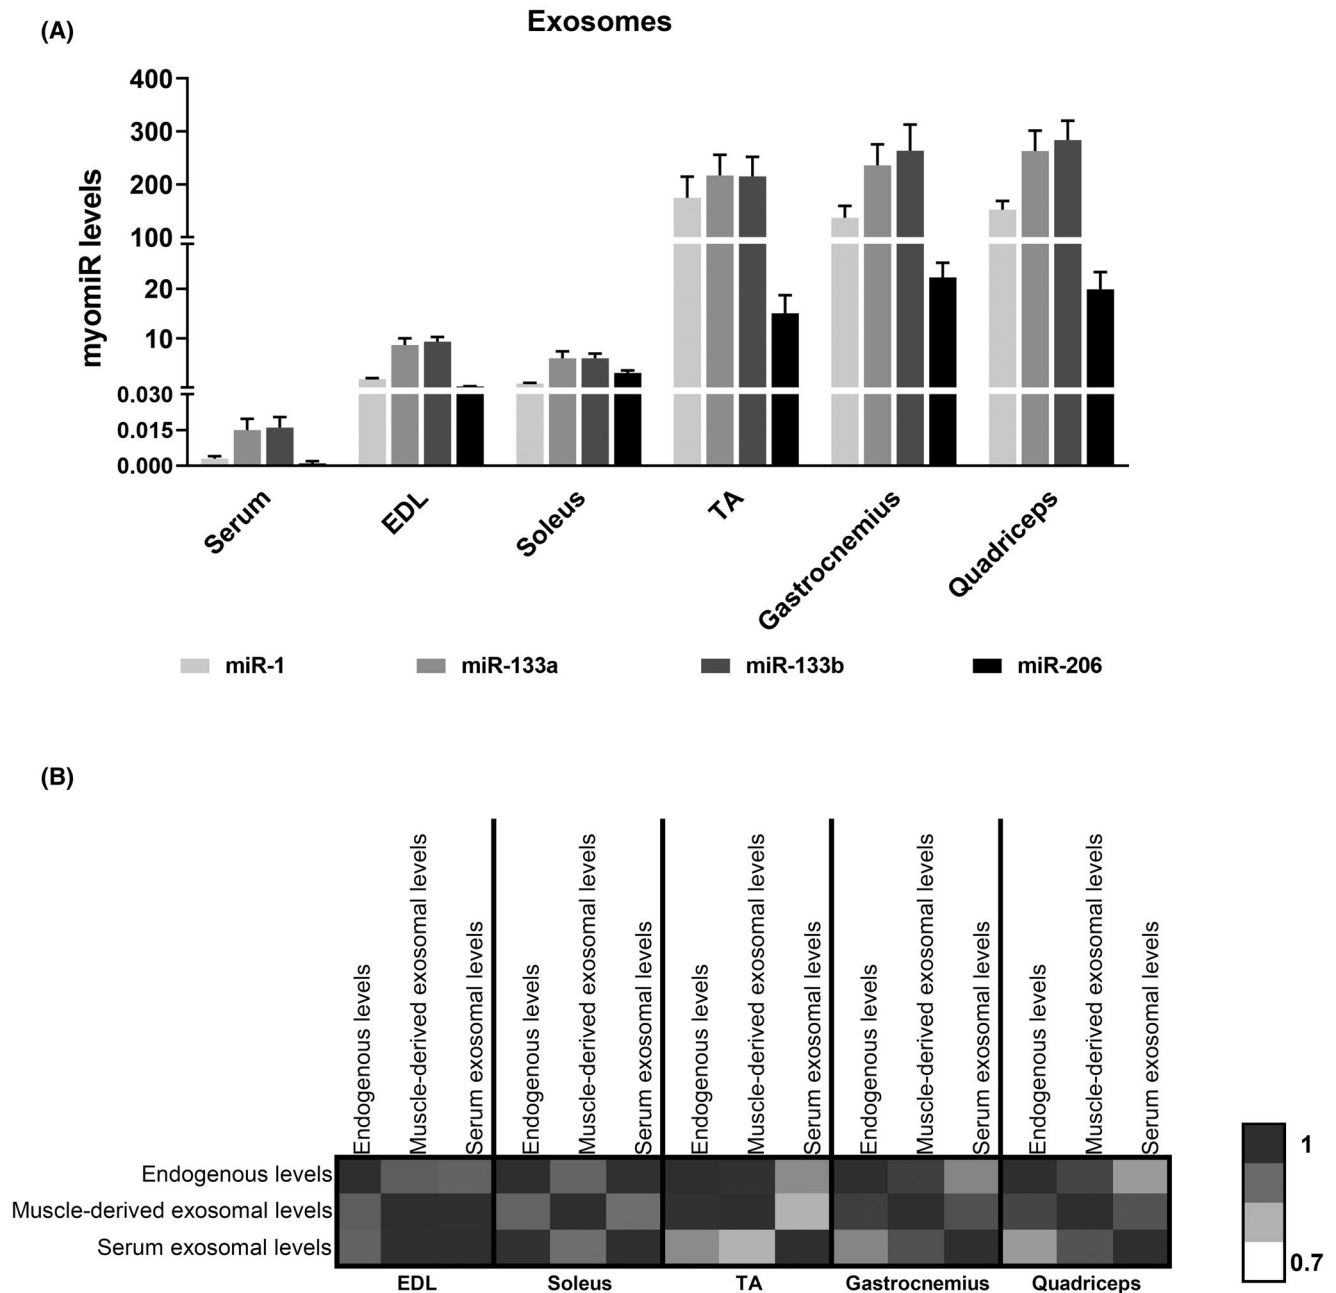 (A)
Exosomes
myomiR levels
400
300
200
100
20
10
0.030
0.015
0.000
Serum
EDL
Soleus
TA
Gastrocnemius
Quadriceps
miR-1 miR-133a miR-133b miR-206
(B)
Endogenous levels
Muscle-derived exosomal levels
Serum exosomal levels
Endogenous levels
Muscle-derived exosomal levels
Serum exosomal levels
Endogenous levels
Muscle-derived exosomal levels
Serum exosomal levels
Endogenous levels
Muscle-derived exosomal levels
Serum exosomal levels
Endogenous levels
Muscle-derived exosomal levels
Serum exosomal levels
Endogenous levels
Muscle-derived exosomal levels
Serum exosomal levels
EDL Soleus TA Gastrocnemius Quadriceps
1
0.7